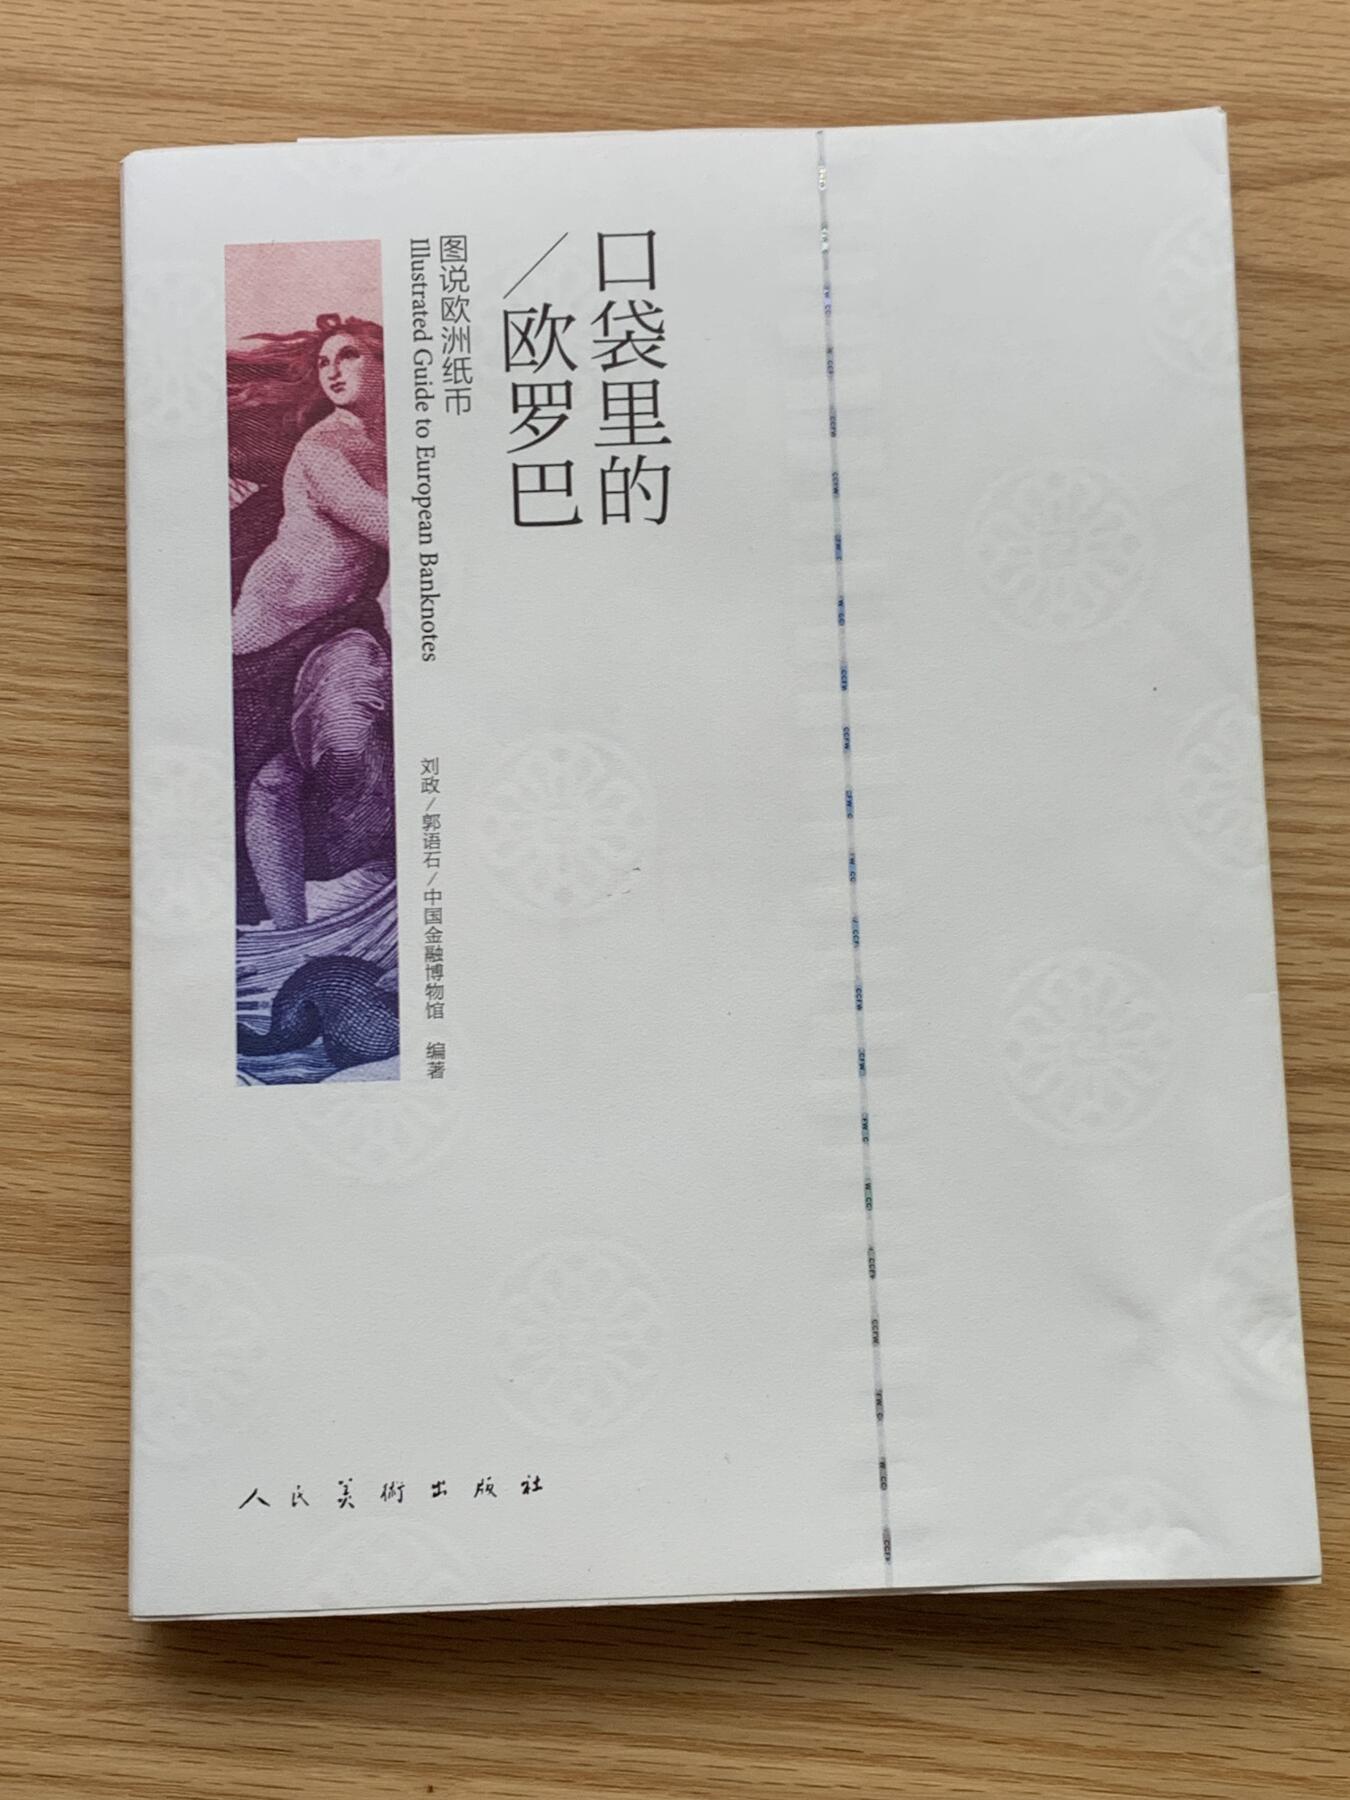 口袋里的
/欧罗巴
图说欧洲纸币
Illustrated Guide to European Banknotes
刘政/郭语石/中国金融博物馆 编著
人民美術出版社